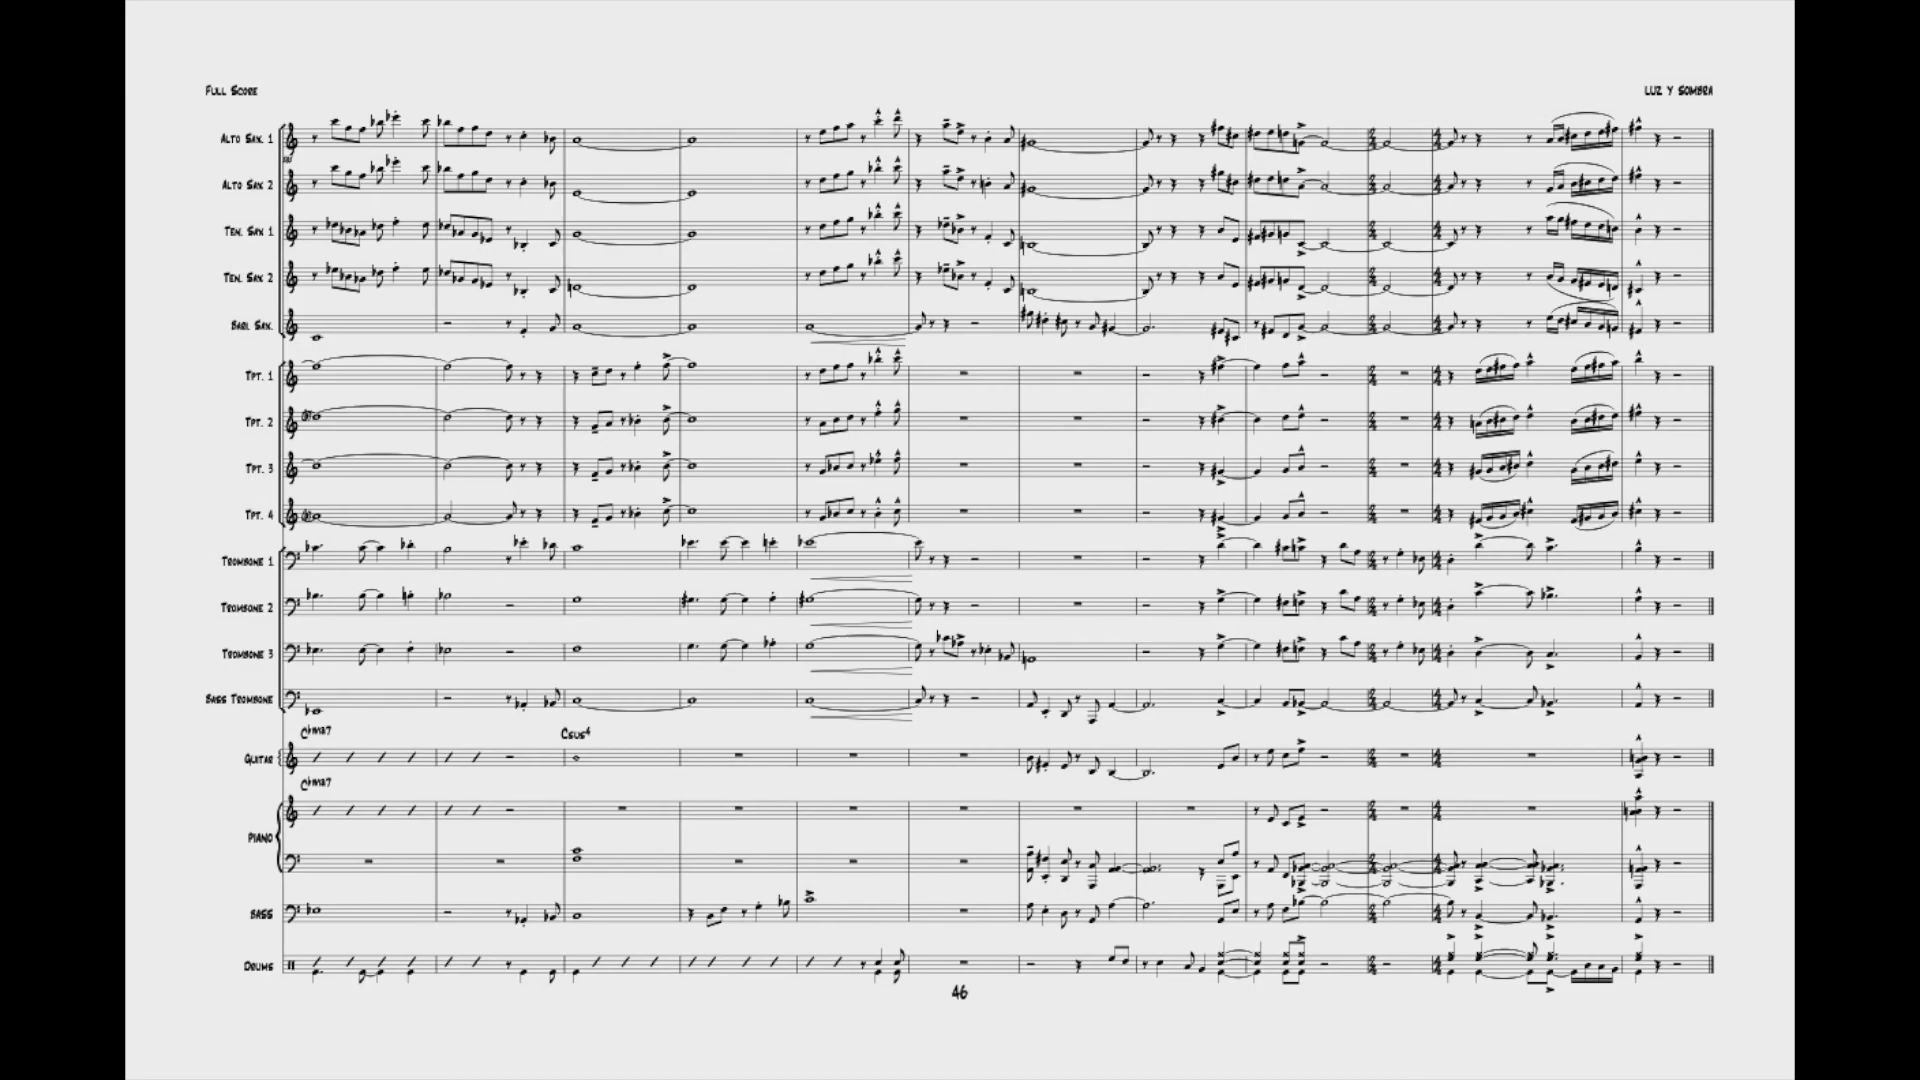 Full Score
Luz y Sombra
Alto Sax. 1
Alto Sax 2
Ten. Sax 1
Ten. Sax 2
Bari Sax.
Tpt. 1
Tpt. 2
Tpt. 3
Tpt. 4
Trombone 1
Trombone 2
Trombone 3
Bass Trombone
Csus4
Guitar
Piano
Bass
Drums
46